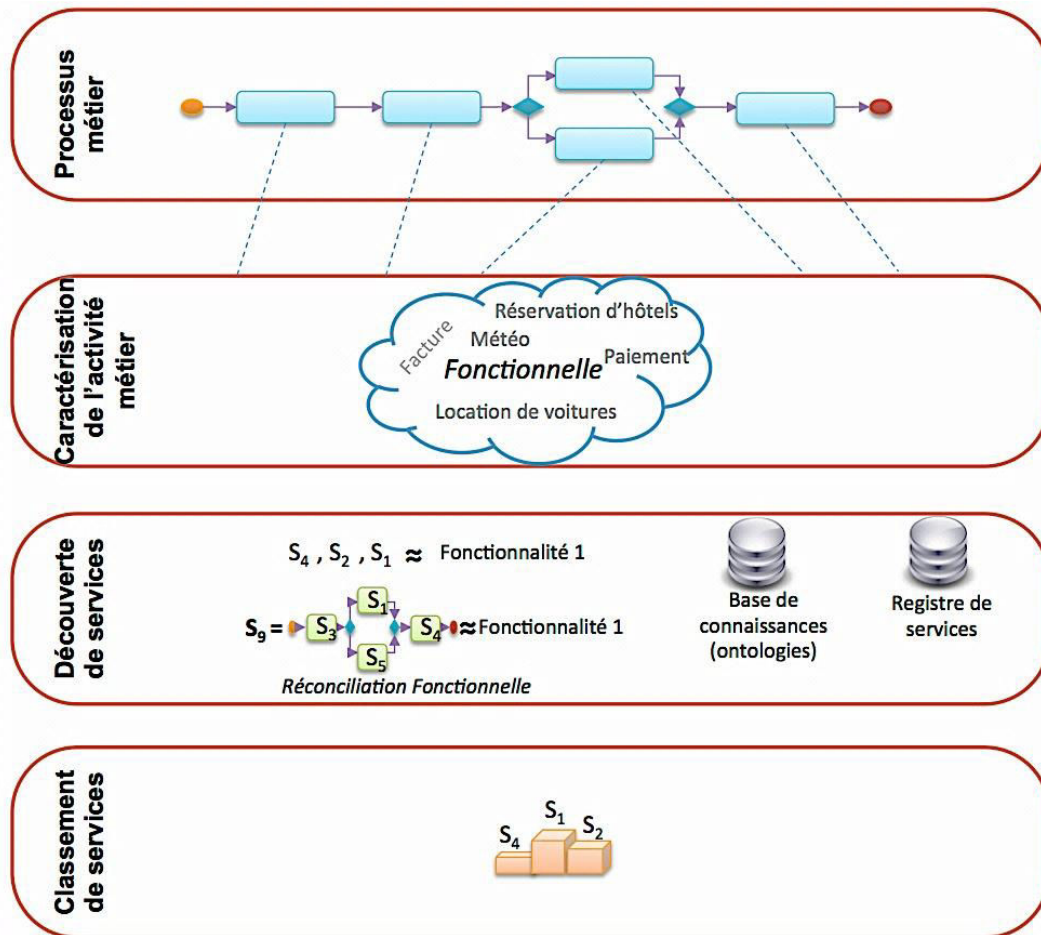 Processus
métier
Caractérisation
de l'activité
métier
Réservation d'hôtels
Facture
Météo
Fonctionnelle
Paiement
Location de voitures
Découverte
de services
S4 , S2 , S1 ≈ Fonctionnalité 1
S9 = S3 S1 S5 S4 ≈ Fonctionnalité 1
Réconciliation Fonctionnelle
Base de
connaissances
(ontologies)
Registre de
services
Classement
de services
S4 S1 S2